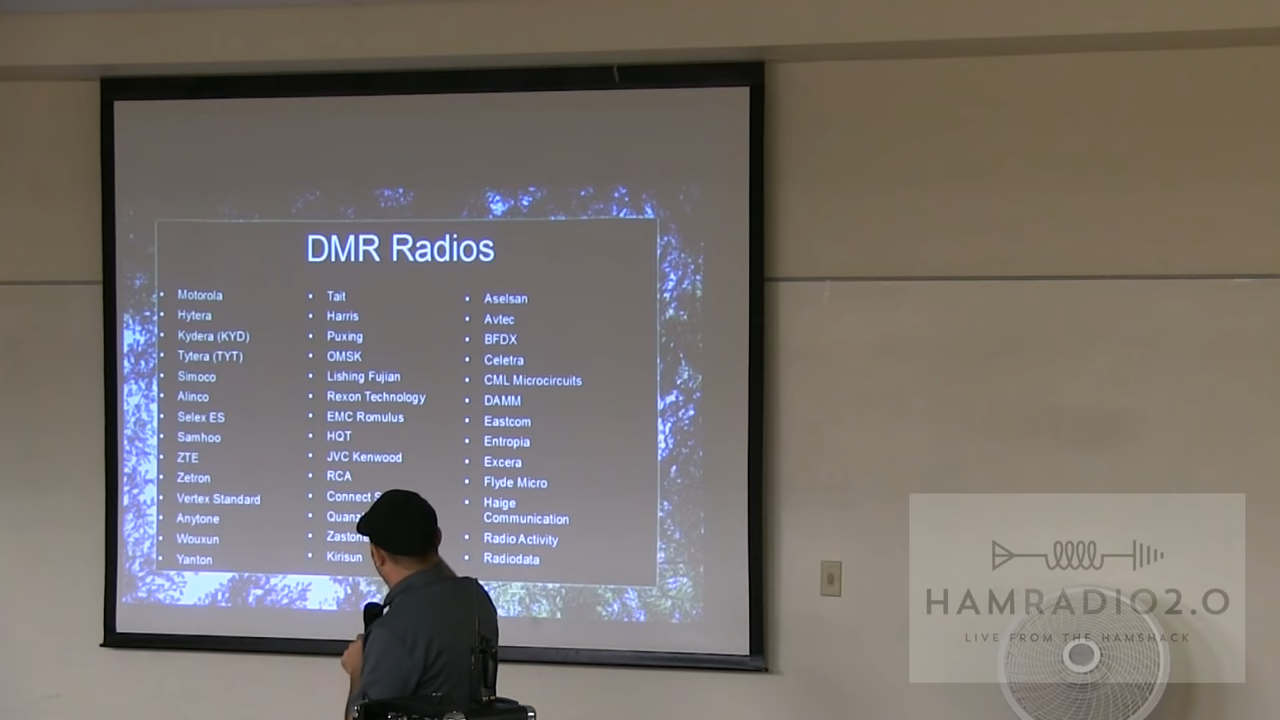 DMR Radios
• Motorola
• Hytera
• Kydera (KYD)
• Tytera (TYT)
• Simoco
• Alinco
• Selex ES
• Samhoo
• ZTE
• Zetron
• Vertex Standard
• Anytone
• Wouxun
• Yanton
• Tait
• Harris
• Puxing
• OMSK
• Lishing Fujian
• Rexon Technology
• EMC Romulus
• HQT
• JVC Kenwood
• RCA
• Connect
•
• Zastone
• Kirisun
• Aselsan
• Avtec
• BFDX
• Celetra
• CML Microcircuits
• DAMM
• Eastcom
• Entropia
• Excera
• Flyde Micro
• Haige
Communication
• Radio Activity
• Radiodata
HAMRADIO2.0
LIVE FROM THE HAMSHACK